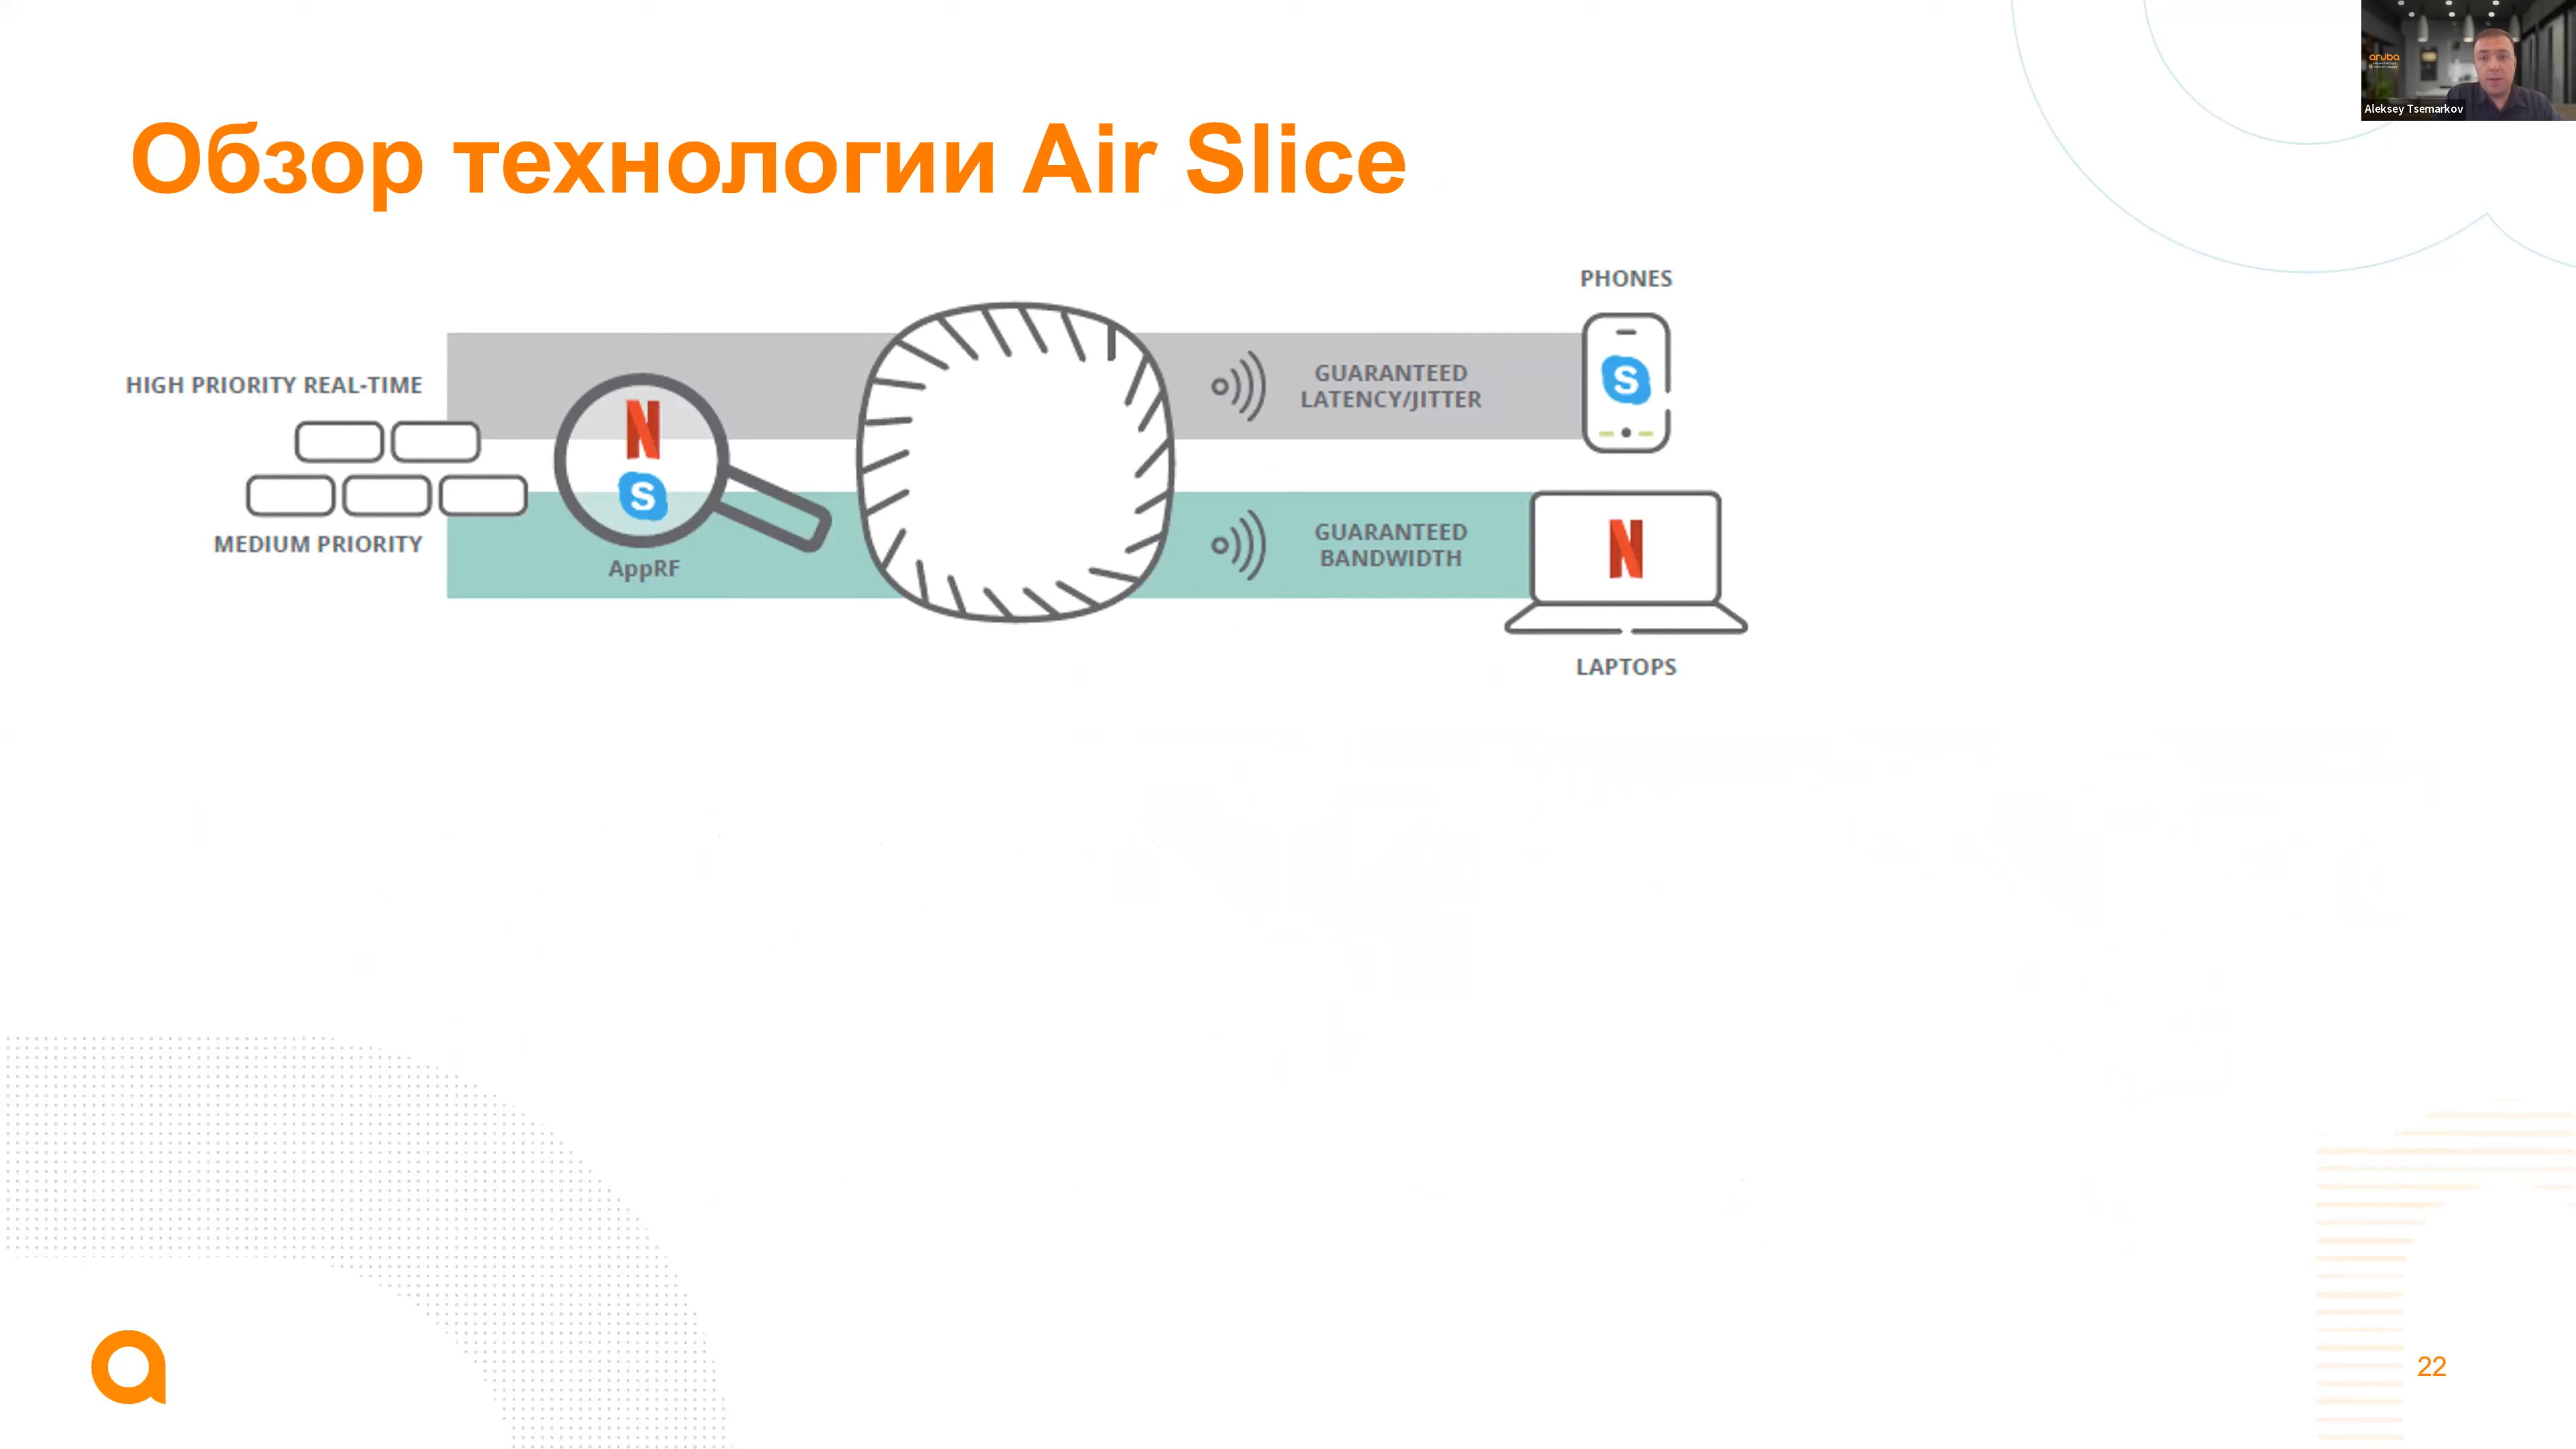 Обзор технологии Air Slice
aruba
Aleksey Tsemarkov
PHONES
HIGH PRIORITY REAL-TIME
GUARANTEED
LATENCY/JITTER
S
N
S
MEDIUM PRIORITY
AppRF
GUARANTEED
BANDWIDTH
N
LAPTOPS
22